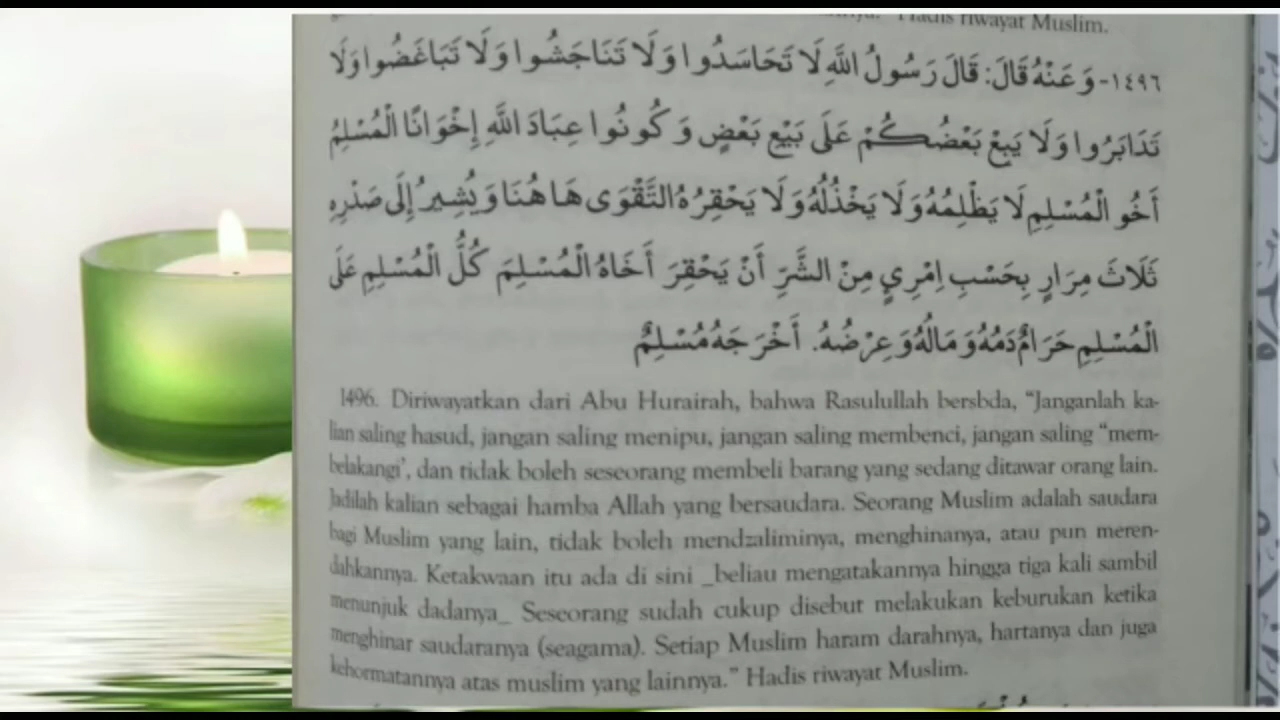 Hadis riwayat Muslim.
١٤٩٦- وَعَنْهُ قَالَ: قَالَ رَسُولُ اللَّهِ لَا تَحَاسَدُوا وَلَا تَنَاجَشُوا وَلَا تَبَاغَضُوا وَلَا
تَدَابَرُوا وَلَا يَبِعْ بَعْضُكُمْ عَلَى بَيْعِ بَعْضٍ وَكُونُوا عِبَادَ اللَّهِ إِخْوَانًا الْمُسْلِمُ
أَخُو الْمُسْلِمِ لَا يَظْلِمُهُ وَلَا يَخْذُلُهُ وَلَا يَحْقِرُهُ التَّقْوَى هَا هُنَا وَيُشِيرُ إِلَى صَدْرِهِ
ثَلَاثَ مِرَارٍ بِحَسْبِ اِمْرِيٍ مِنْ الشَّرِّ أَنْ يَحْقِرَ أَخَاهُ الْمُسْلِمَ كُلُّ الْمُسْلِمِ عَلَى
الْمُسْلِمِ حَرَامٌ دَمُهُ وَمَالُهُ وَعِرْضُهُ. أَخْرَجَهُ مُسْلِمٌ
1496. Diriwayatkan dari Abu Hurairah, bahwa Rasulullah bersbda, “Janganlah ka-
lian saling hasud, jangan saling menipu, jangan saling membenci, jangan saling “mem-
belakangi’, dan tidak boleh seseorang membeli barang yang sedang ditawar orang lain.
Jadilah kalian sebagai hamba Allah yang bersaudara. Seorang Muslim adalah saudara
bagi Muslim yang lain, tidak boleh mendzaliminya, menghinanya, atau pun meren-
dahkannya. Ketakwaan itu ada di sini _beliau mengatakannya hingga tiga kali sambil
menunjuk dadanya_ Seseorang sudah cukup disebut melakukan keburukan ketika
menghinar saudaranya (seagama). Setiap Muslim haram darahnya, hartanya dan juga
kehormatannya atas muslim yang lainnya.” Hadis riwayat Muslim.